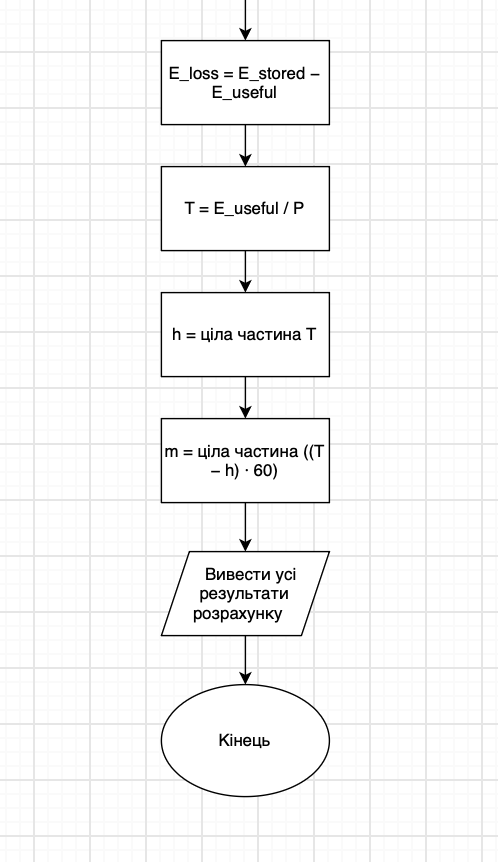 E_loss = E_stored −
E_useful
T = E_useful / P
h = ціла частина T
m = ціла частина ((T
− h) · 60)
Вивести усі
результати
розрахунку
Кінець